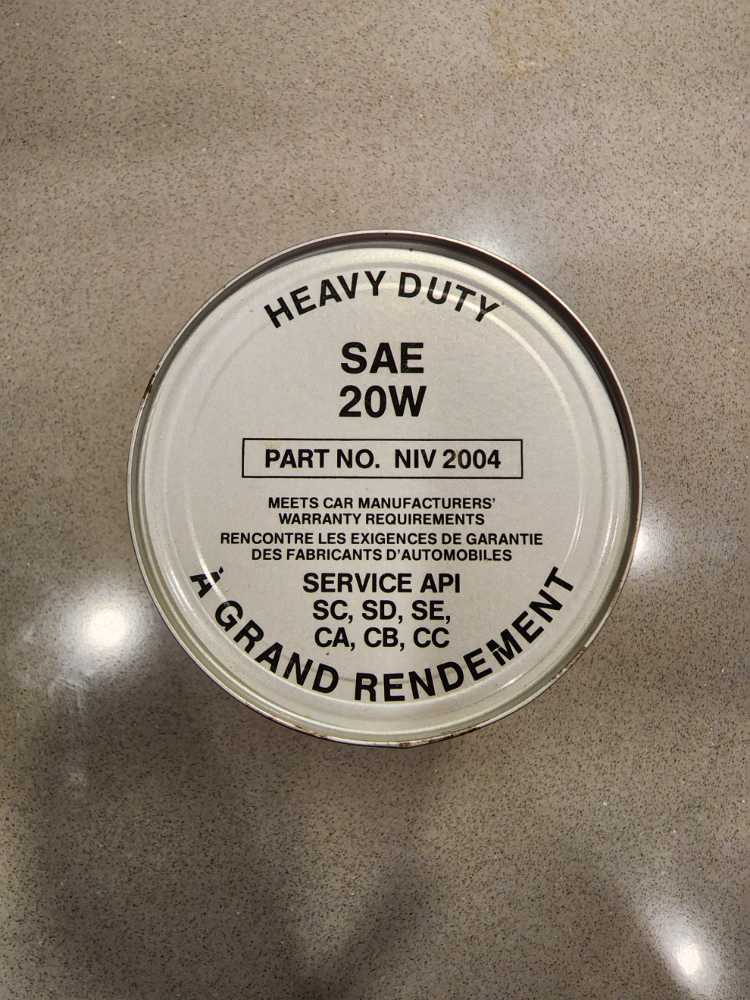 HEAVY DUTY
SAE
20W
PART NO. NIV 2004
MEETS CAR MANUFACTURERS'
WARRANTY REQUIREMENTS
RENCONTRE LES EXIGENCES DE GARANTIE
DES FABRICANTS D'AUTOMOBILES
SERVICE API
SC, SD, SE,
CA, CB, CC
À GRAND RENDEMENT